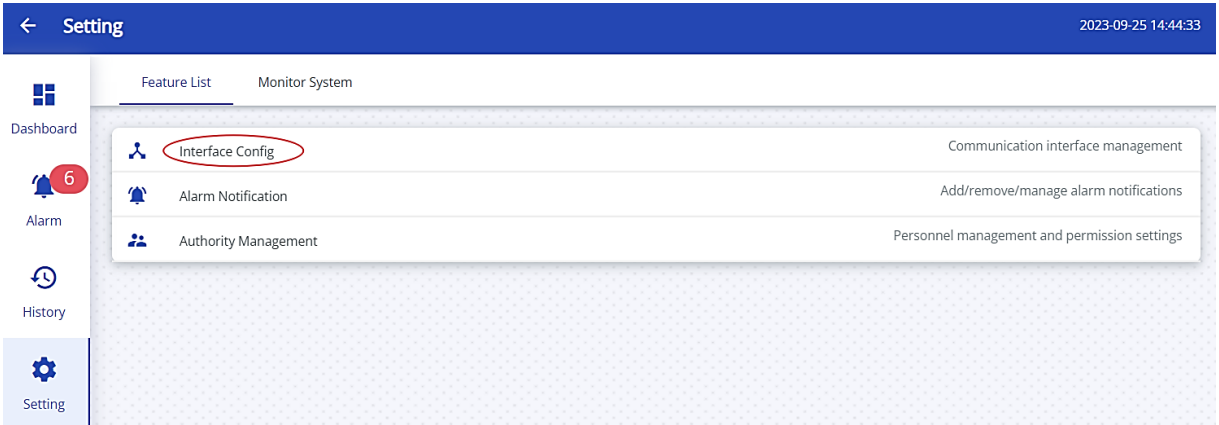 Setting
2023-09-25 14:44:33
Feature List
Monitor System
Dashboard
6
Alarm
History
Setting
Interface Config
Communication interface management
Alarm Notification
Add/remove/manage alarm notifications
Authority Management
Personnel management and permission settings